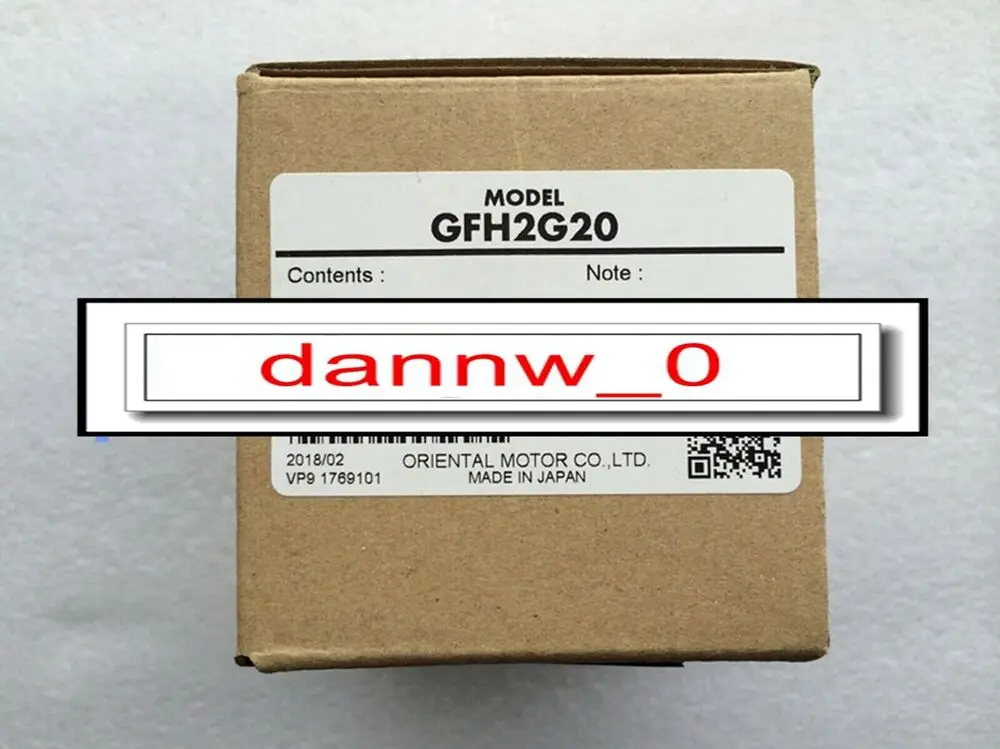 MODEL
GFH2G20
Contents :
Note :
dannw_0
2018/02
ORIENTAL MOTOR CO.,LTD.
VP9 1769101
MADE IN JAPAN